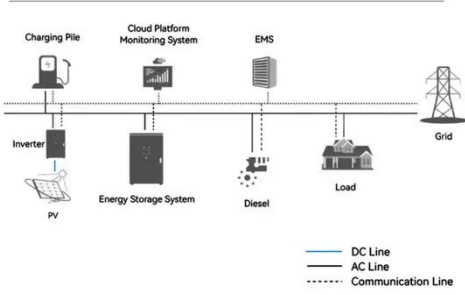 Charging Pile
Cloud Platform
Monitoring System
EMS
Grid
Inverter
PV
Energy Storage System
Diesel
Load
DC Line
AC Line
Communication Line